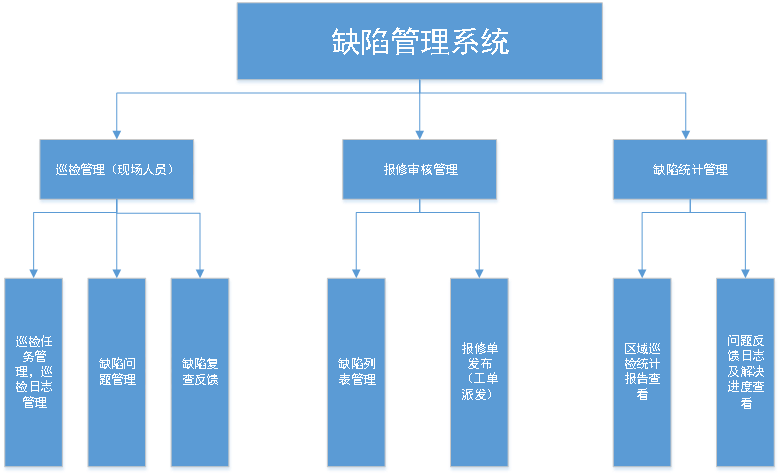 缺陷管理系统
巡检管理（现场人员）
报修审核管理
缺陷统计管理
巡检任
务管
理，巡
检日志
管理
缺陷问
题管理
缺陷复
查反馈
缺陷列
表管理
报修单
发布
（工单
派发）
区域巡
检统计
报告查
看
问题反
馈日志
及解决
进度查
看